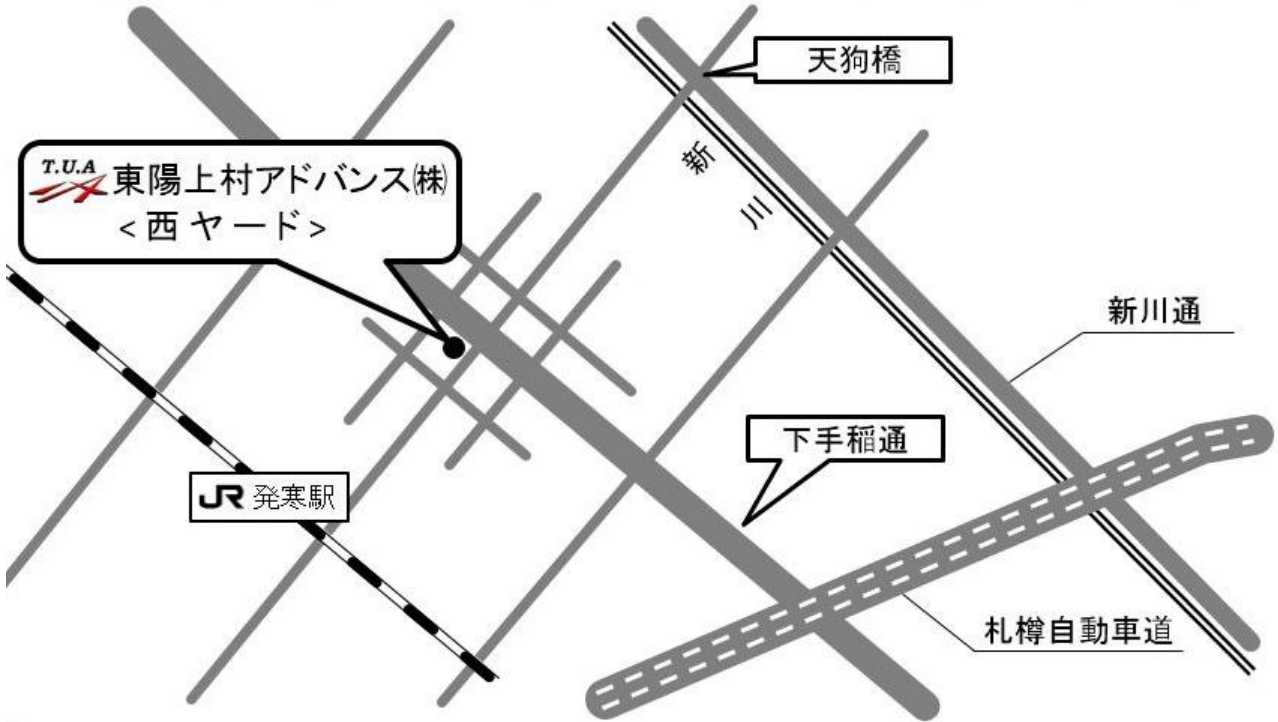 天狗橋
新川
T.U.A 東陽上村アドバンス㈱
<西ヤード>
新川通
下手稲通
JR 発寒駅
札樽自動車道